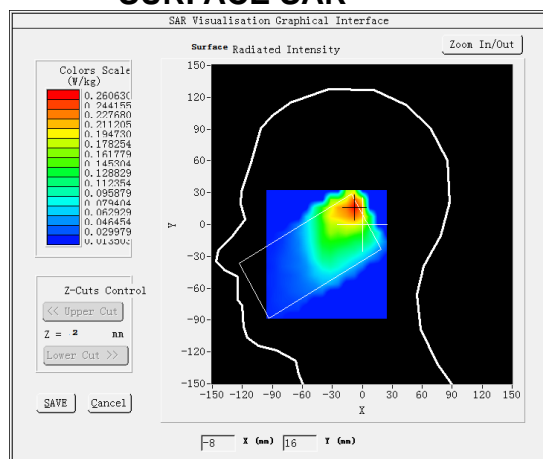 SURFACE SAR
SAR Visualisation Graphical Interface
Surface Radiated Intensity
Zoom In/Out
Colors Scale
(W/kg)
0.260630
0.244155
0.227680
0.211205
0.194730
0.178254
0.161779
0.145304
0.128829
0.112354
0.095879
0.079404
0.062929
0.046454
0.029979
0.013503
150
120
90
60
30
0
-30
-60
-90
-120
-150
Y
-150 -120 -90 -60 -30 0 30 60 90 120 150
X
Z-Cuts Control
<< Upper Cut
Z = 2 mm
Lower Cut >>
SAVE Cancel
-8 X (mm) 16 Y (mm)